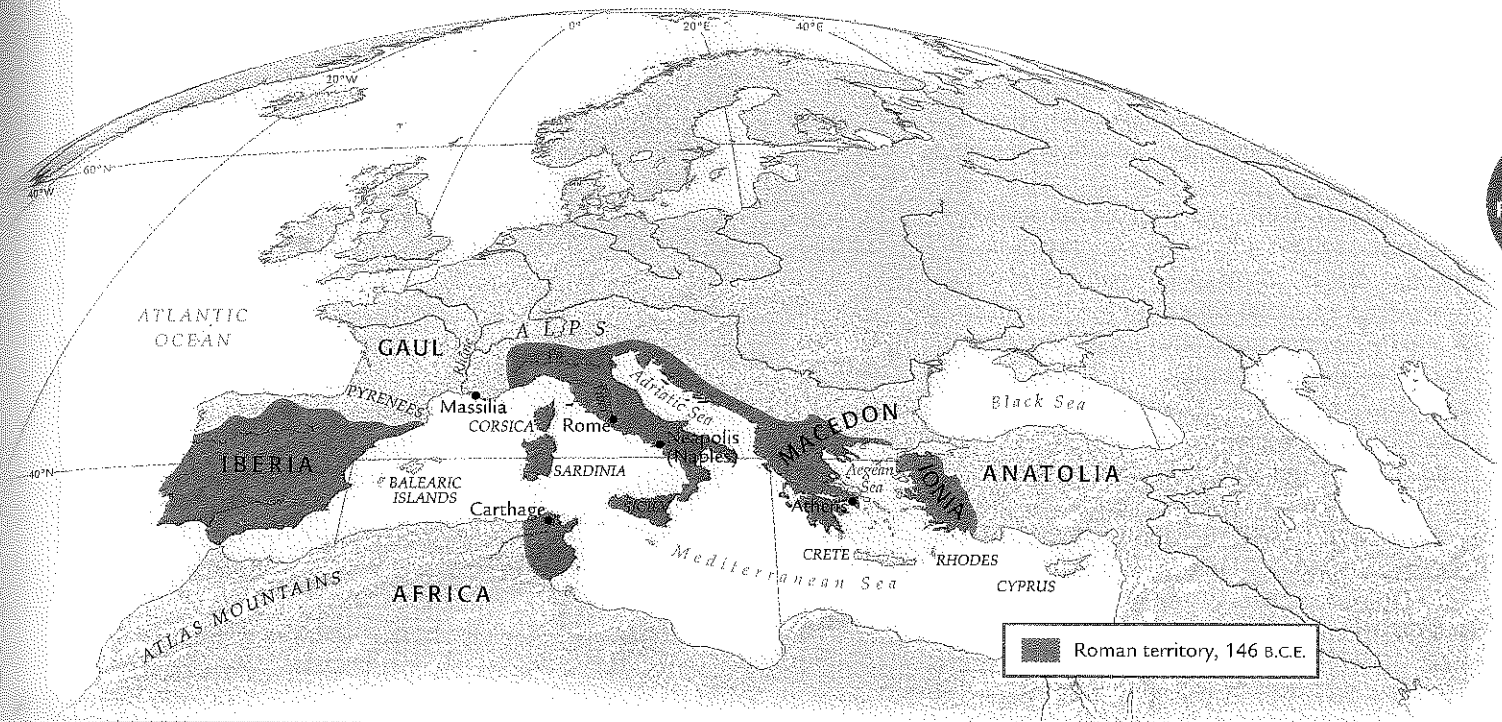 0°
20°E
40°E
20°W
60°N
40°W
ATLANTIC
OCEAN
ALPS
GAUL
PYRENEES
Massilia
CORSICA
Rome
Adriatic Sea
Neapolis
(Naples)
MACEDON
Black Sea
IBERIA
40°N
BALEARIC
ISLANDS
SARDINIA
Aegean
Sea
IONIA
ANATOLIA
Carthage
SICILY
Athens
Mediterranean Sea
CRETE
RHODES
CYPRUS
ATLAS MOUNTAINS
AFRICA
Roman territory, 146 B.C.E.